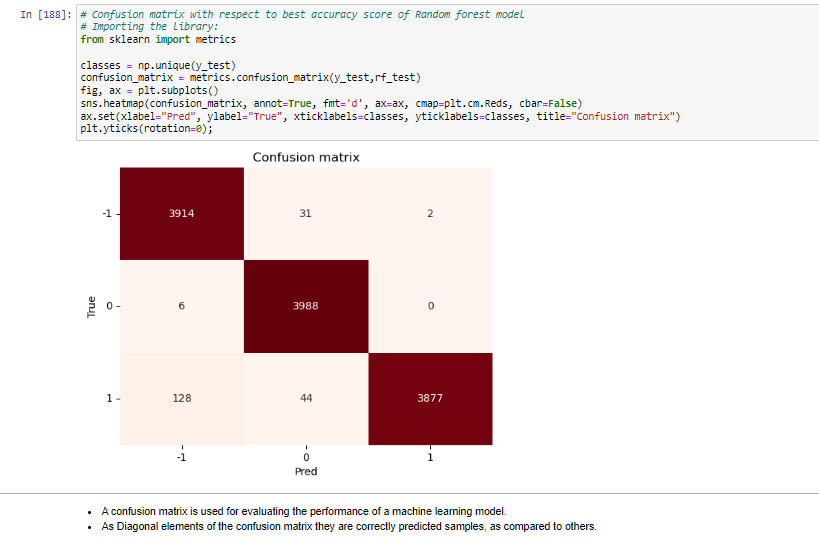 In [188]: # Confusion matrix with respect to best accuracy score of Random forest model
# Importing the library:
from sklearn import metrics
classes = np.unique(y_test)
confusion_matrix = metrics.confusion_matrix(y_test,rf_test)
fig, ax = plt.subplots()
sns.heatmap(confusion_matrix, annot=True, fmt='d', ax=ax, cmap=plt.cm.Reds, cbar=False)
ax.set(xlabel="Pred", ylabel="True", xticklabels=classes, yticklabels=classes, title="Confusion matrix")
plt.yticks(rotation=0);
Confusion matrix
-1 3914 31 2
True
0 6 3988 0
1 128 44 3877
-1 0 1
Pred
• A confusion matrix is used for evaluating the performance of a machine learning model.
• As Diagonal elements of the confusion matrix they are correctly predicted samples, as compared to others.